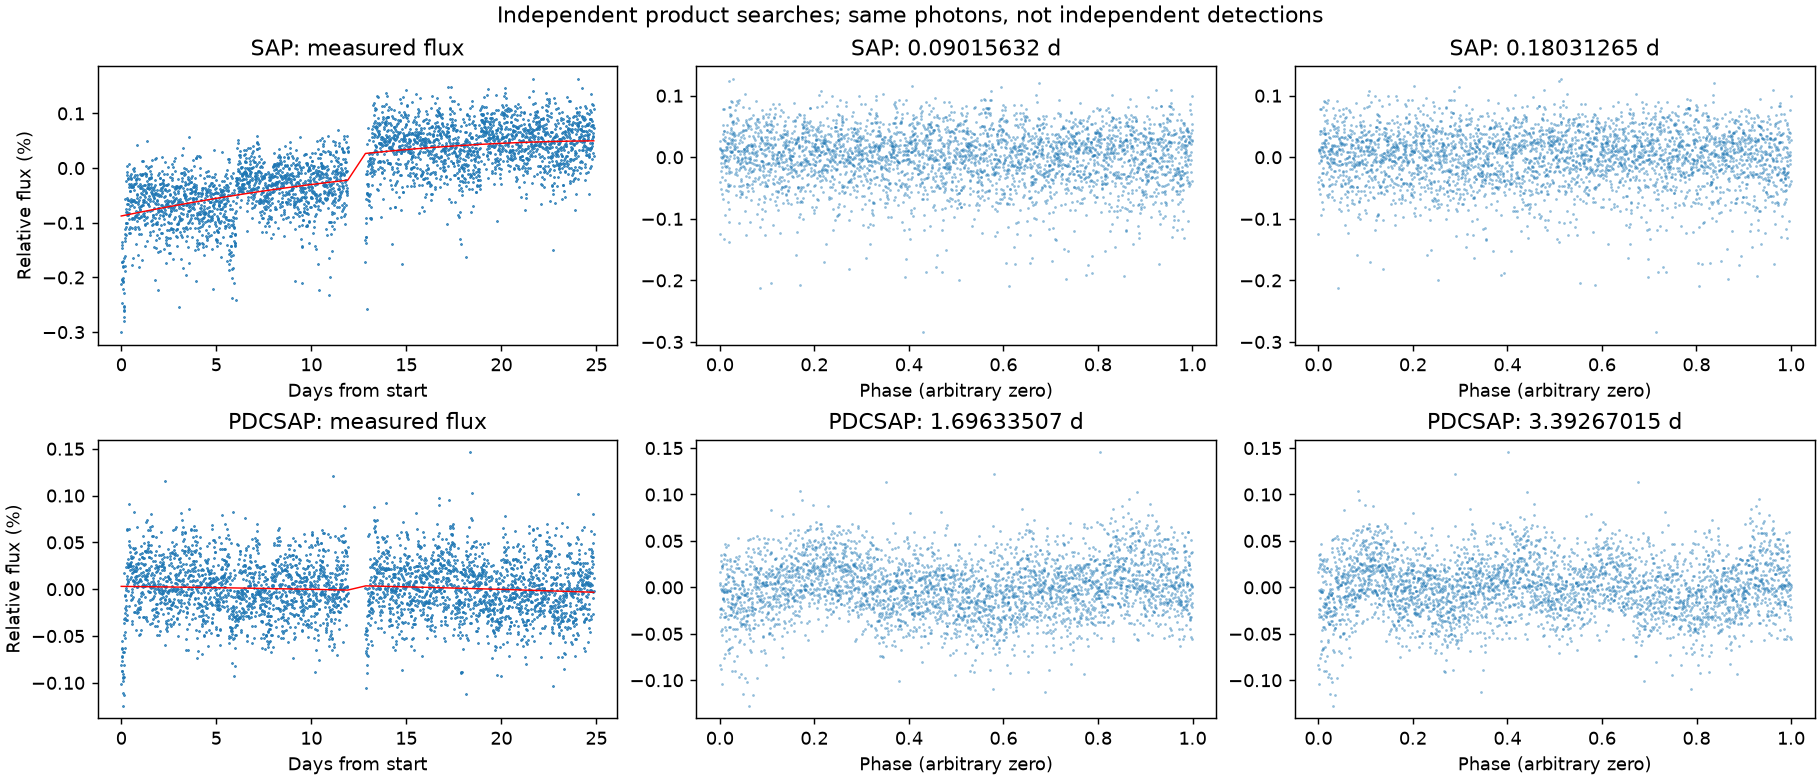 Independent product searches; same photons, not independent detections
SAP: measured flux
SAP: 0.09015632 d
SAP: 0.18031265 d
Relative flux (%)
0.1
0.0
−0.1
−0.2
−0.3
0 5 10 15 20 25
Days from start
0.1
0.0
−0.1
−0.2
−0.3
0.0 0.2 0.4 0.6 0.8 1.0
Phase (arbitrary zero)
0.1
0.0
−0.1
−0.2
−0.3
0.0 0.2 0.4 0.6 0.8 1.0
Phase (arbitrary zero)
PDCSAP: measured flux
PDCSAP: 1.69633507 d
PDCSAP: 3.39267015 d
Relative flux (%)
0.15
0.10
0.05
0.00
−0.05
−0.10
0 5 10 15 20 25
Days from start
0.15
0.10
0.05
0.00
−0.05
−0.10
0.0 0.2 0.4 0.6 0.8 1.0
Phase (arbitrary zero)
0.15
0.10
0.05
0.00
−0.05
−0.10
0.0 0.2 0.4 0.6 0.8 1.0
Phase (arbitrary zero)